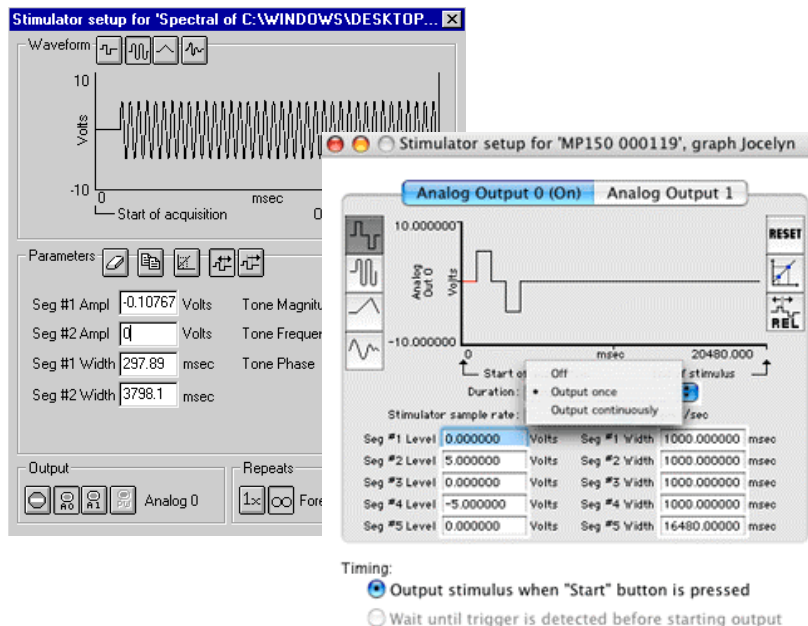 Stimulator setup for 'Spectral of C:\WINDOWS\DESKTOP...
Waveform
10
Volts
-10
0
msec
Start of acquisition
Parameters
Seg #1 Ampl -0.10767 Volts
Seg #2 Ampl 0 Volts Tone Frequen
Seg #1 Width 297.89 msec Tone Phase
Seg #2 Width 3798.1 msec
Output
A0 A1 Analog 0
Repeats
1x
Stimulator setup for 'MP150 000119', graph Jocelyn
Analog Output 0 (On) Analog Output 1
10.000000
Analog Out 0
Volts
-10.000000
0 msec 20480.000
RESET
REL
Start of stimulus
Duration:
Off
• Output once
Output continuously
Stimulator sample rate: /sec
Seg #1 Level 0.000000 Volts Seg #1 Width 1000.000000 msec
Seg #2 Level 5.000000 Volts Seg #2 Width 1000.000000 msec
Seg #3 Level 0.000000 Volts Seg #3 Width 1000.000000 msec
Seg #4 Level -5.000000 Volts Seg #4 Width 1000.000000 msec
Seg #5 Level 0.000000 Volts Seg #5 Width 16480.00000 msec
Timing:
Output stimulus when "Start" button is pressed
Wait until trigger is detected before starting output